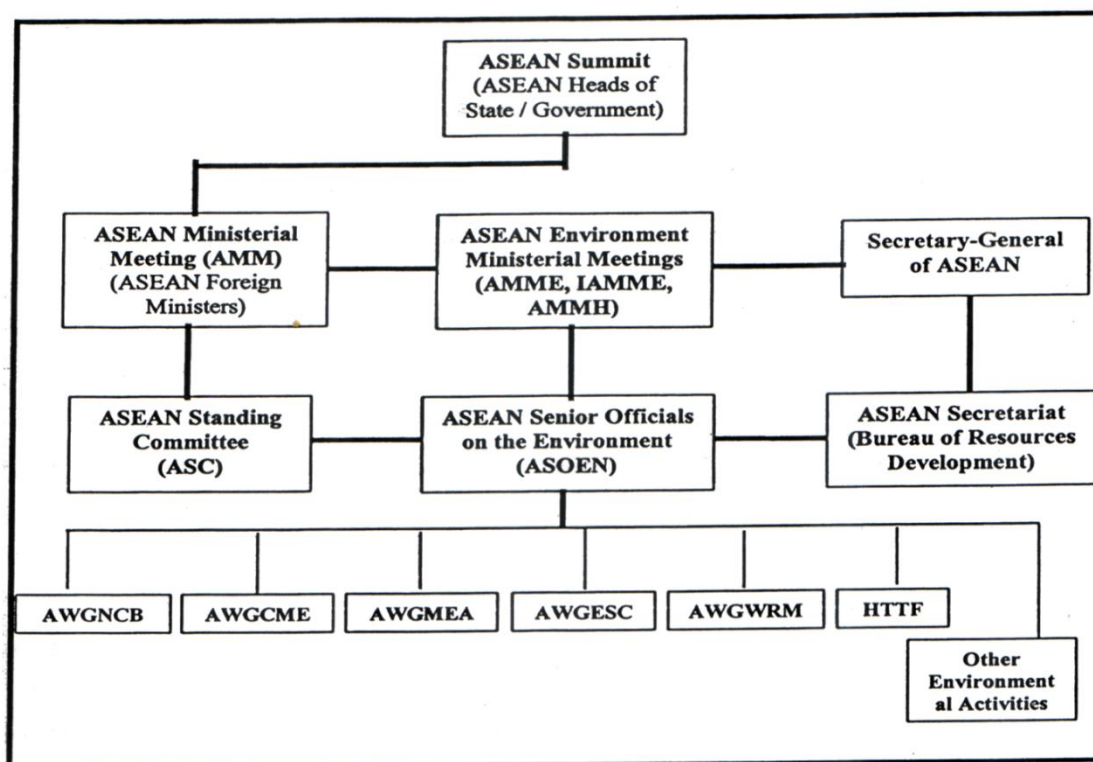 ASEAN Summit
(ASEAN Heads of
State / Government)
ASEAN Ministerial
Meeting (AMM)
(ASEAN Foreign
Ministers)
ASEAN Environment
Ministerial Meetings
(AMME, IAMME,
AMMH)
Secretary-General
of ASEAN
ASEAN Standing
Committee
(ASC)
ASEAN Senior Officials
on the Environment
(ASOEN)
ASEAN Secretariat
(Bureau of Resources
Development)
AWGNCB
AWGCME
AWGMEA
AWGESC
AWGWRM
HTTF
Other
Environment
al Activities